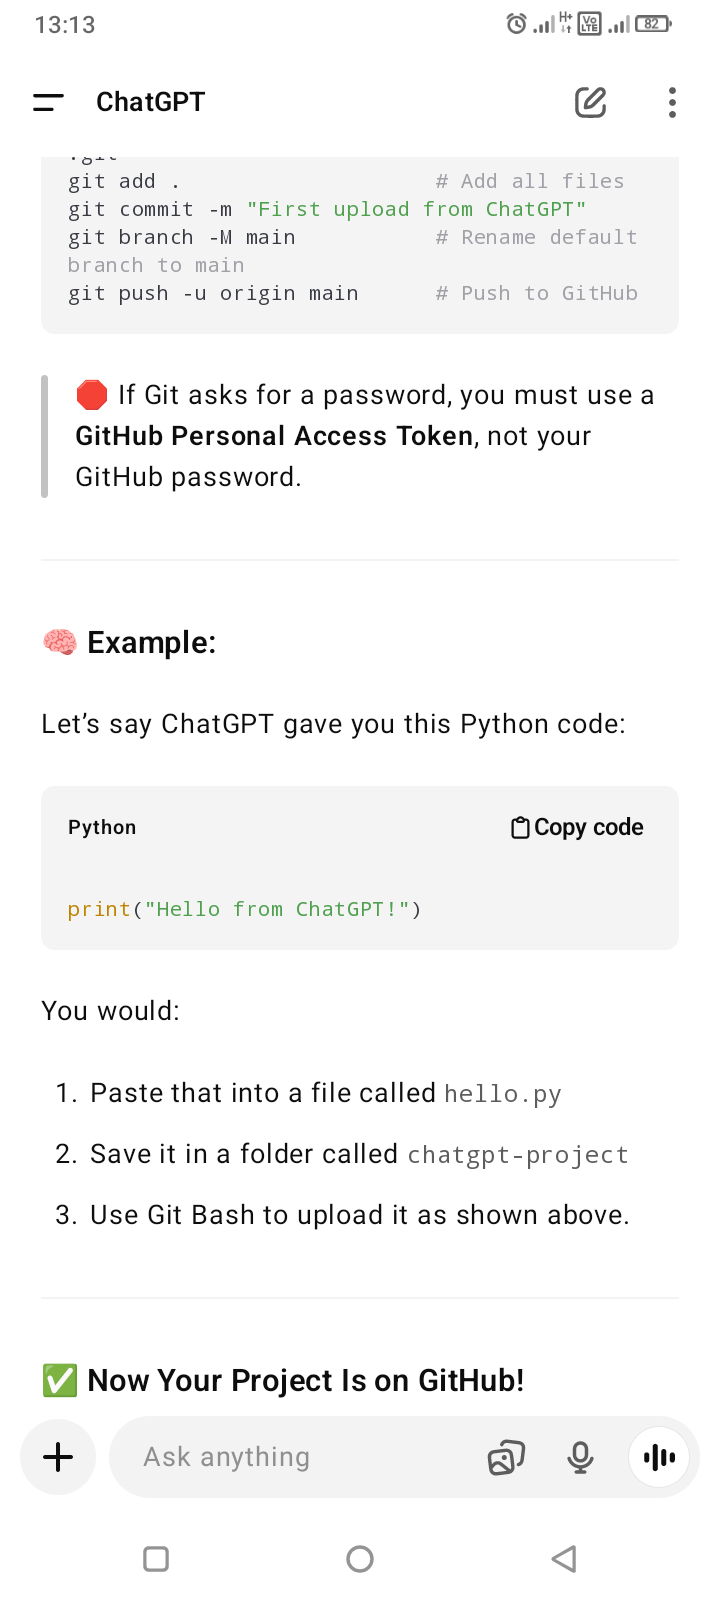 13:13
H+
Vo
LTE
82
ChatGPT
.git
git add . # Add all files
git commit -m "First upload from ChatGPT"
git branch -M main # Rename default
branch to main
git push -u origin main # Push to GitHub
🛑 If Git asks for a password, you must use a
GitHub Personal Access Token, not your
GitHub password.
🧠 Example:
Let’s say ChatGPT gave you this Python code:
Python
Copy code
print("Hello from ChatGPT!")
You would:
1. Paste that into a file called hello.py
2. Save it in a folder called chatgpt-project
3. Use Git Bash to upload it as shown above.
✅ Now Your Project Is on GitHub!
Ask anything